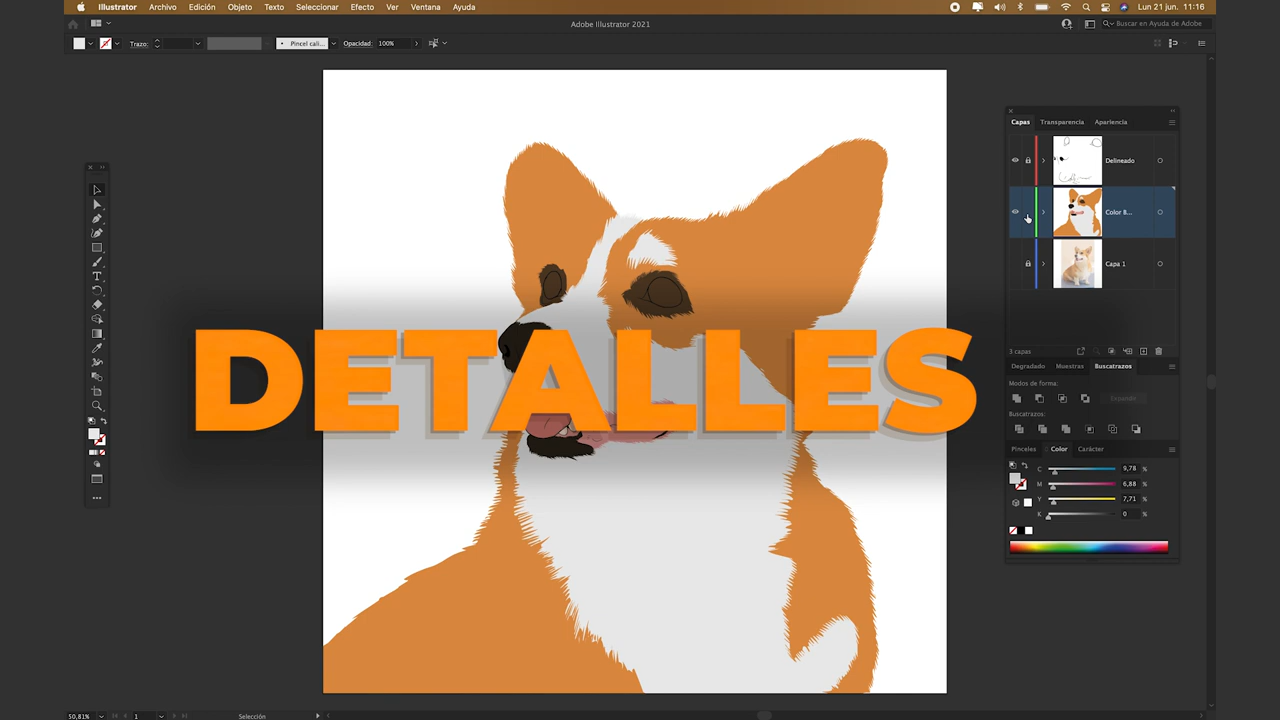 Illustrator Archivo Edición Objeto Texto Seleccionar Efecto Ver Ventana Ayuda Lun 21 jun. 11:16
Adobe Illustrator 2021 Buscar en Ayuda de Adobe
Trazo: Pincel cali... Opacidad: 100%
Capas Transparencia Apariencia
Delineado
Color B...
Capa 1
3 capas
Degradado Muestras Buscatrazos
Modos de forma:
Expandir
Buscatrazos:
Pinceles Color Carácter
C 9,78 %
M 6,88 %
Y 7,71 %
K 0 %
DETALLES
50,81% 1 Selección